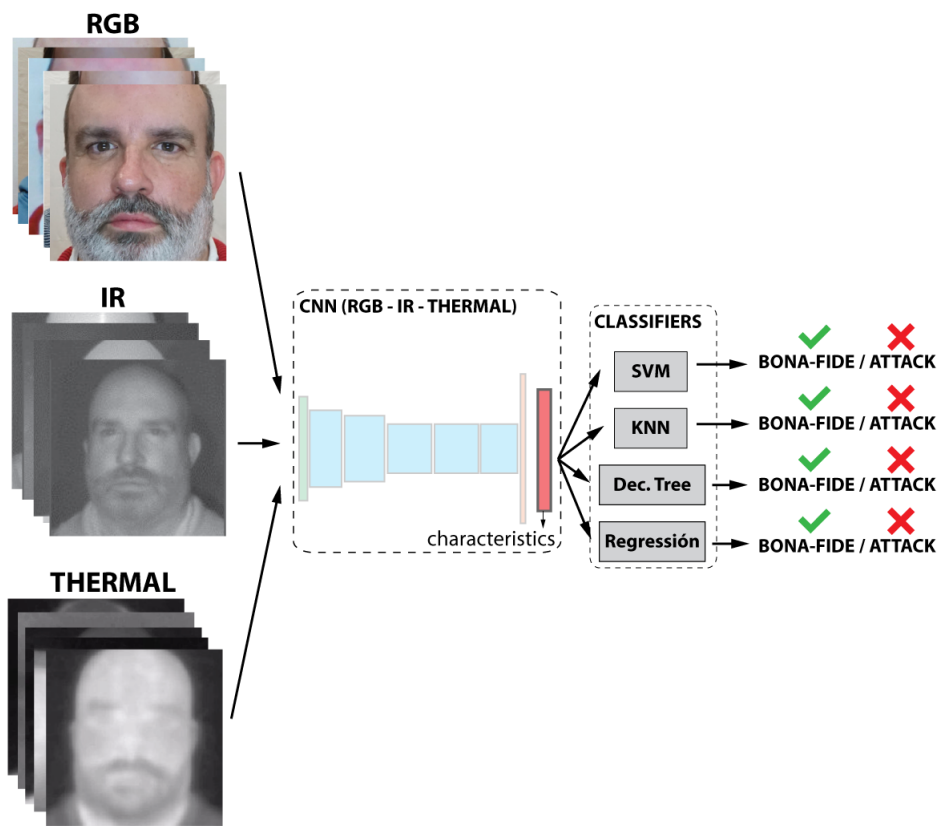 RGB
IR
THERMAL
CNN (RGB - IR - THERMAL)
characteristics
CLASSIFIERS
SVM
KNN
Dec. Tree
Regressión
BONA-FIDE / ATTACK
BONA-FIDE / ATTACK
BONA-FIDE / ATTACK
BONA-FIDE / ATTACK